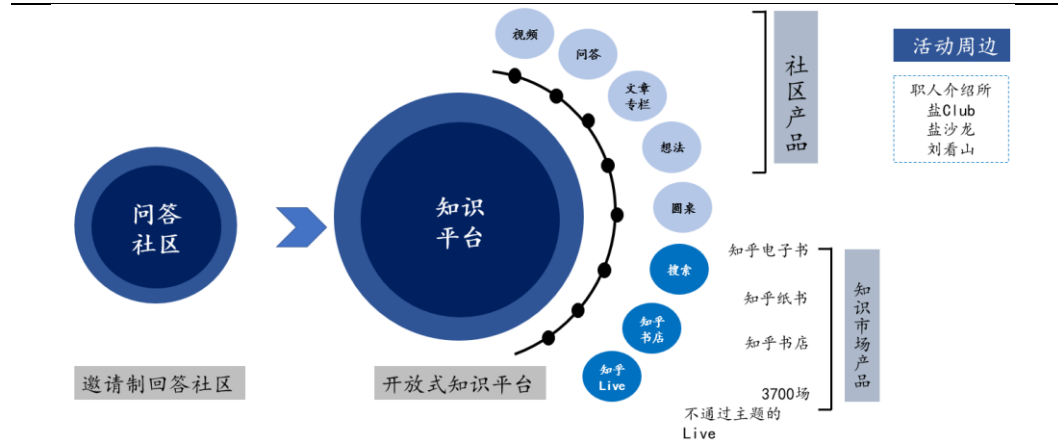 问答
社区
邀请制回答社区
知识
平台
开放式知识平台
视频
问答
文章
专栏
想法
圆桌
搜索
知乎
书店
知乎
Live
社区产品
知乎电子书
知乎纸书
知乎书店
3700场
不通过主题的
Live
知识市场产品
活动周边
职人介绍所
盐Club
盐沙龙
刘看山